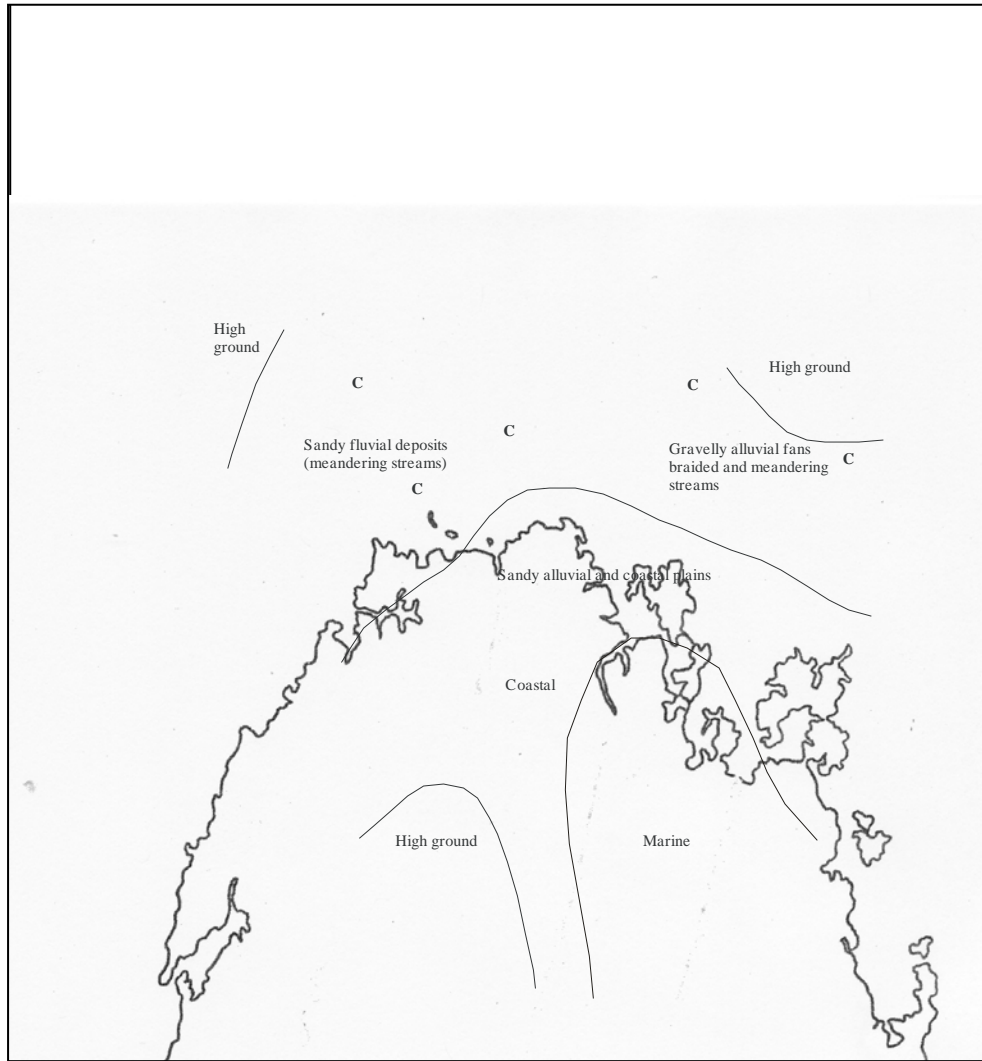 High
ground
High ground
C
C
C
Sandy fluvial deposits
(meandering streams)
Gravelly alluvial fans
braided and meandering
streams
C
C
Sandy alluvial and coastal plains
Coastal
High ground
Marine